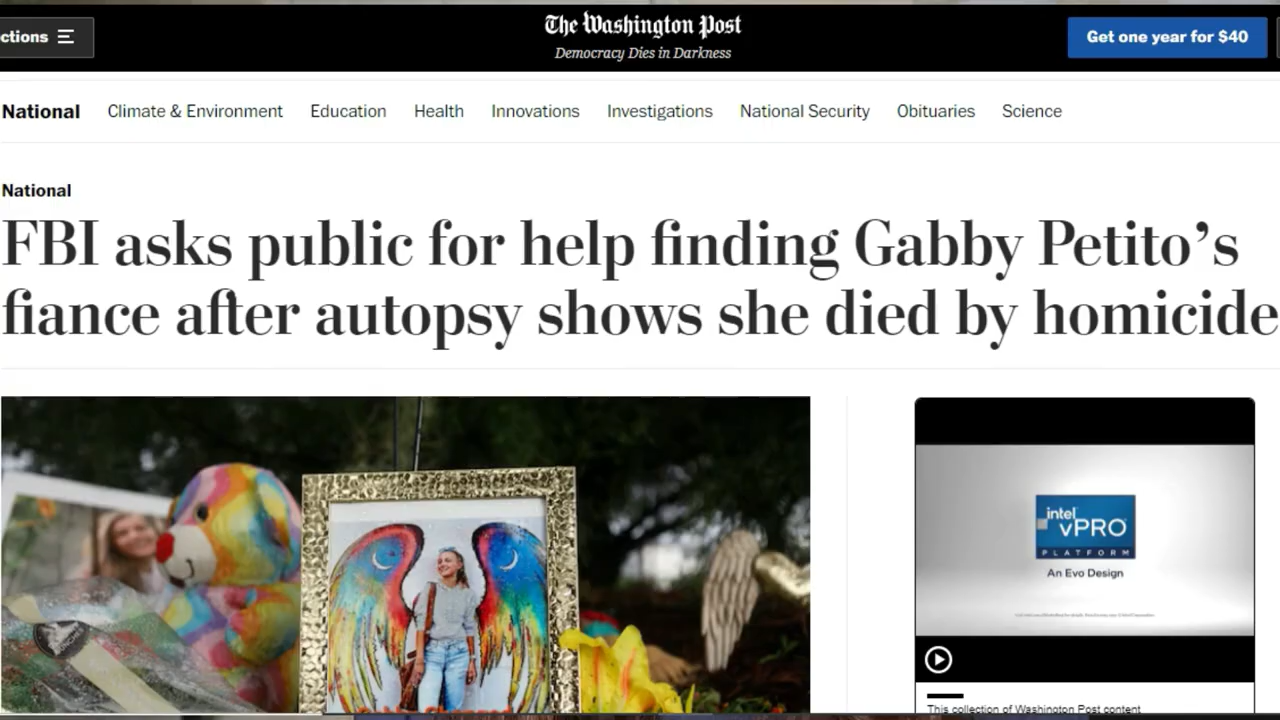 ctions
The Washington Post
Democracy Dies in Darkness
Get one year for $40
National Climate & Environment Education Health Innovations Investigations National Security Obituaries Science
National
FBI asks public for help finding Gabby Petito’s
fiance after autopsy shows she died by homicide
intel
vPRO
PLATFORM
An Evo Design
This collection of Washington Post content